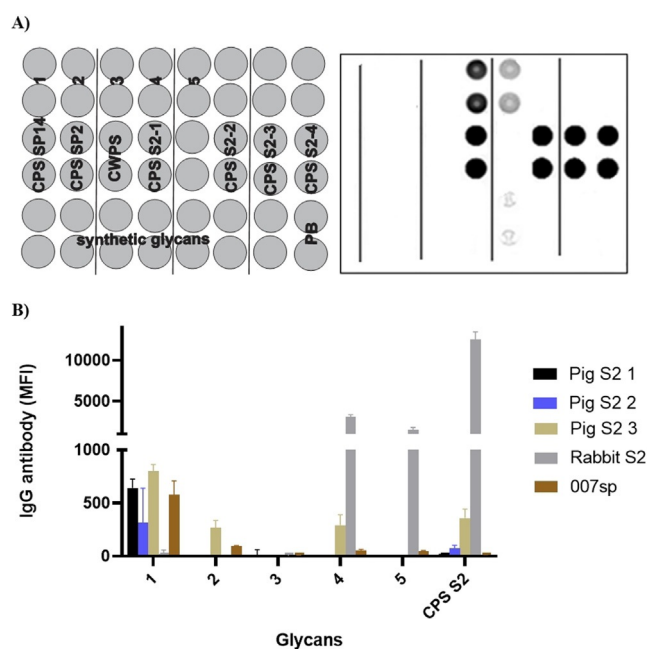 A)
1 2 3 4 5
CPS SP14 CPS SP2 CWPS CPS S2-1 CPS S2-2 CPS S2-3 CPS S2-4
synthetic glycans PB
B)
IgG antibody (MFI)
10000
5000
1000
500
0
1 2 3 4 5 CPS S2
Glycans
Pig S2 1
Pig S2 2
Pig S2 3
Rabbit S2
007sp